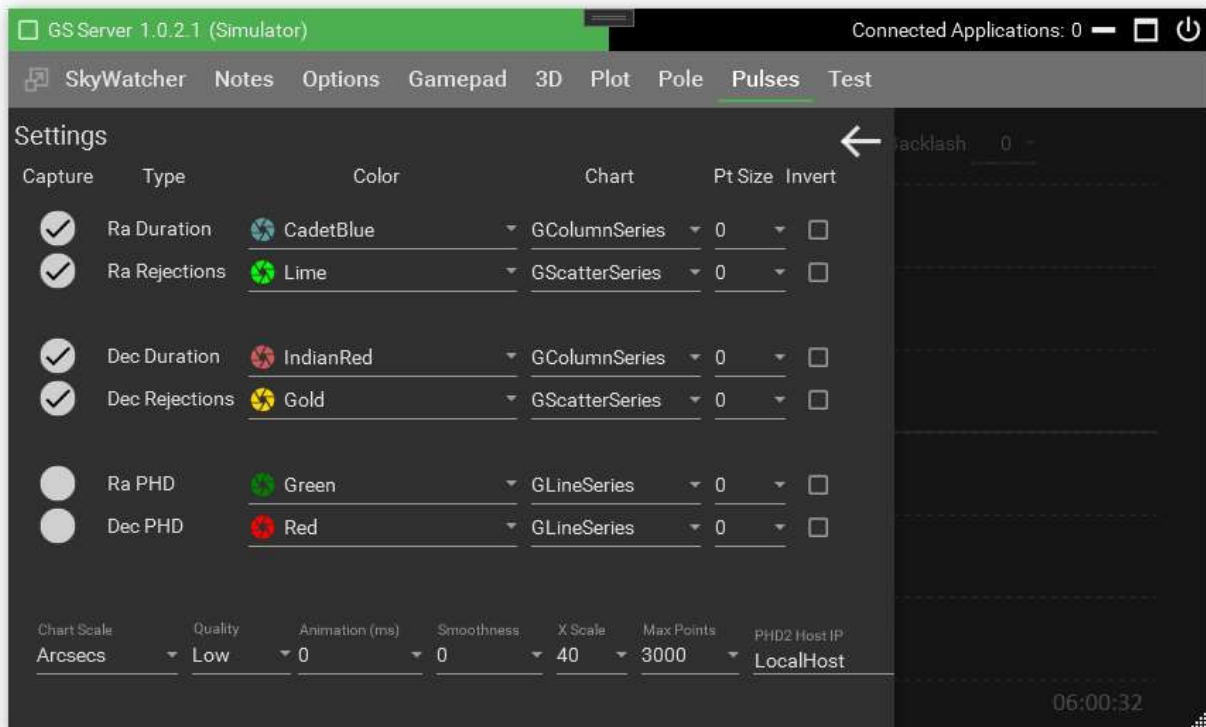 GS Server 1.0.2.1 (Simulator) Connected Applications: 0
SkyWatcher Notes Options Gamepad 3D Plot Pole Pulses Test
Settings
Backlash 0
Capture Type Color Chart Pt Size Invert
Ra Duration CadetBlue GColumnSeries 0
Ra Rejections Lime GScatterSeries 0
Dec Duration IndianRed GColumnSeries 0
Dec Rejections Gold GScatterSeries 0
Ra PHD Green GLineSeries 0
Dec PHD Red GLineSeries 0
Chart Scale Quality Animation (ms) Smoothness X Scale Max Points PHD2 Host IP
Arcsecs Low 0 0 40 3000 LocalHost
06:00:32